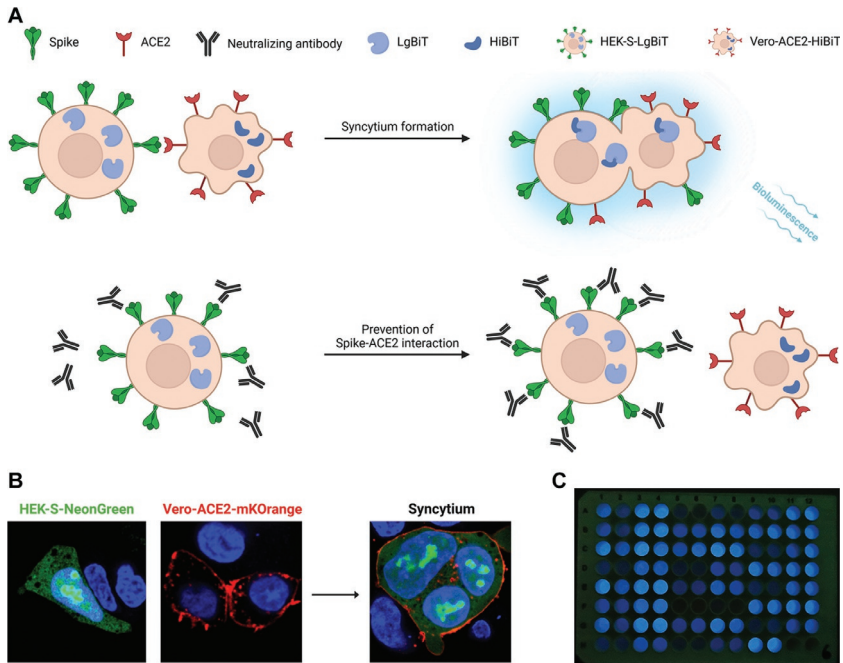 A
Spike
ACE2
Neutralizing antibody
LgBiT
HiBiT
HEK-S-LgBiT
Vero-ACE2-HiBiT
Syncytium formation
Bioluminescence
Prevention of
Spike-ACE2 interaction
B
HEK-S-NeonGreen
Vero-ACE2-mKOrange
Syncytium
C
1 2 3 4 5 6 7 8 9 10 11 12
A
B
C
D
E
F
G
6